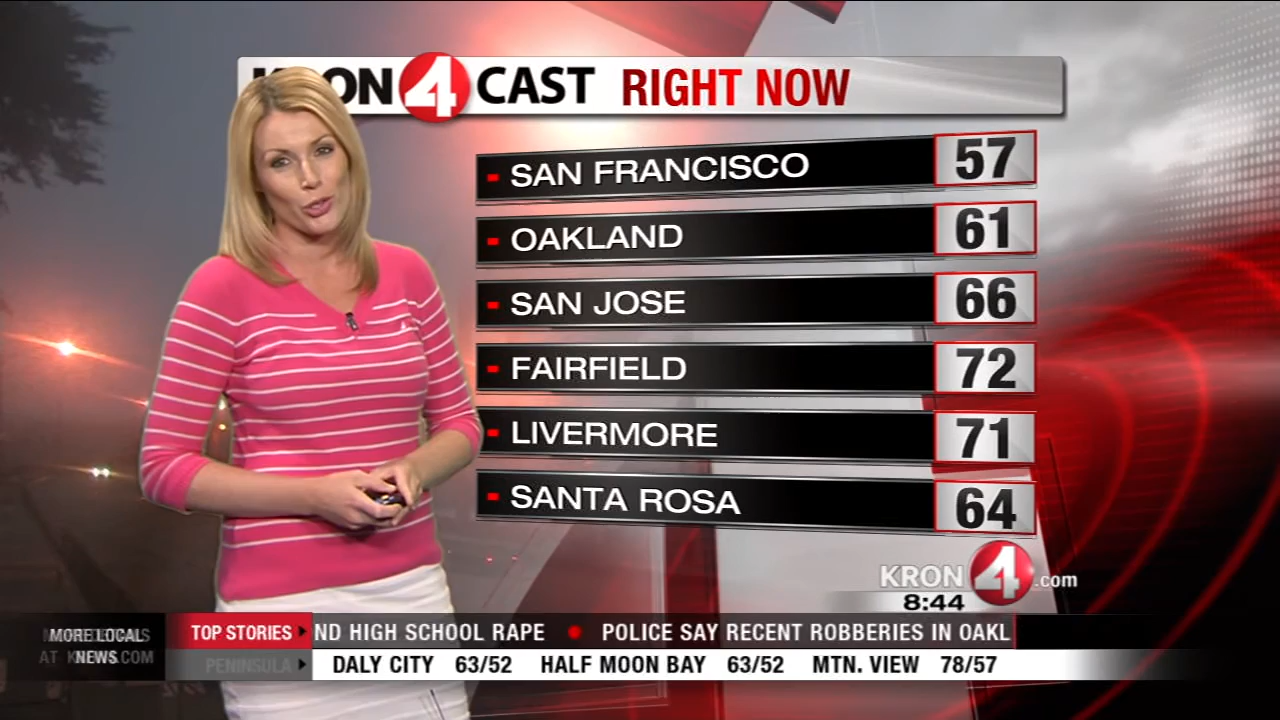 KRON 4 CAST RIGHT NOW
SAN FRANCISCO 57
OAKLAND 61
SAN JOSE 66
FAIRFIELD 72
LIVERMORE 71
SANTA ROSA 64
KRON 4 .com
8:44
MORE LOCAL NEWS
TOP STORIES ND HIGH SCHOOL RAPE • POLICE SAY RECENT ROBBERIES IN OAKL
PENINSULA DALY CITY 63/52 HALF MOON BAY 63/52 MTN. VIEW 78/57